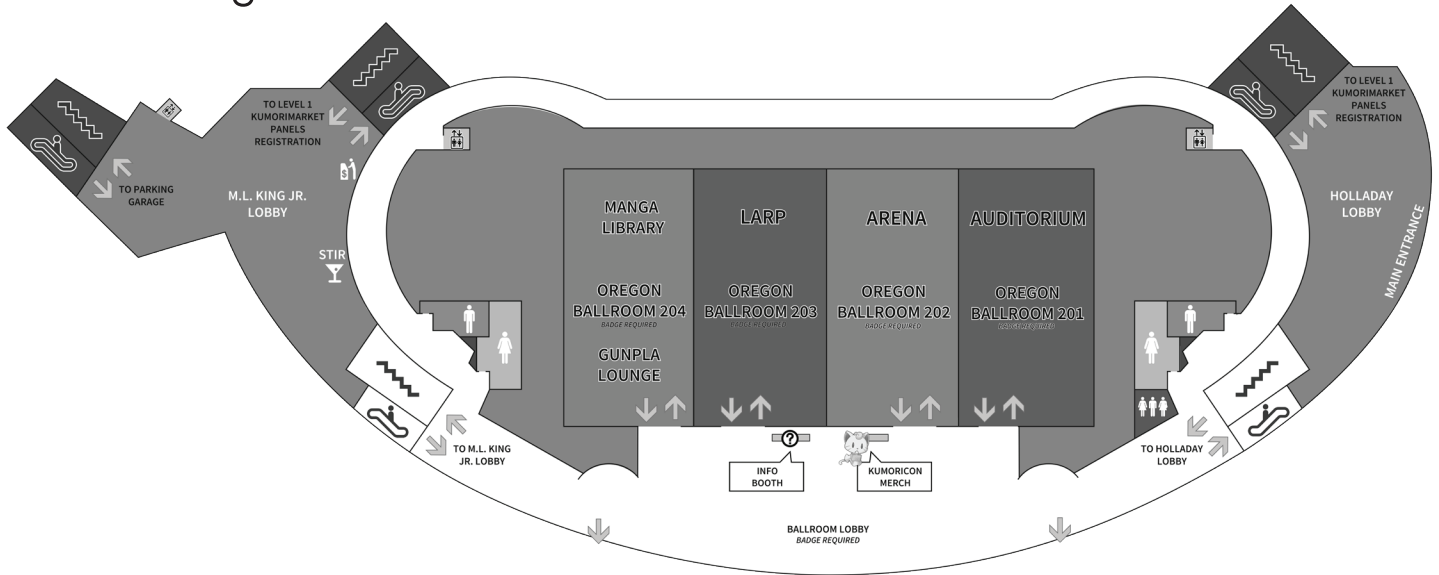 g
TO LEVEL 1
KUMORIMARKET
PANELS
REGISTRATION
TO PARKING
GARAGE
M.L. KING JR.
LOBBY
$
STIR
MANGA
LIBRARY
OREGON
BALLROOM 204
BADGE REQUIRED
GUNPLA
LOUNGE
LARP
OREGON
BALLROOM 203
BADGE REQUIRED
ARENA
OREGON
BALLROOM 202
BADGE REQUIRED
AUDITORIUM
OREGON
BALLROOM 201
BADGE REQUIRED
TO LEVEL 1
KUMORIMARKET
PANELS
REGISTRATION
HOLLADAY
LOBBY
MAIN ENTRANCE
TO M.L. KING
JR. LOBBY
?
INFO
BOOTH
KUMORICON
MERCH
TO HOLLADAY
LOBBY
BALLROOM LOBBY
BADGE REQUIRED